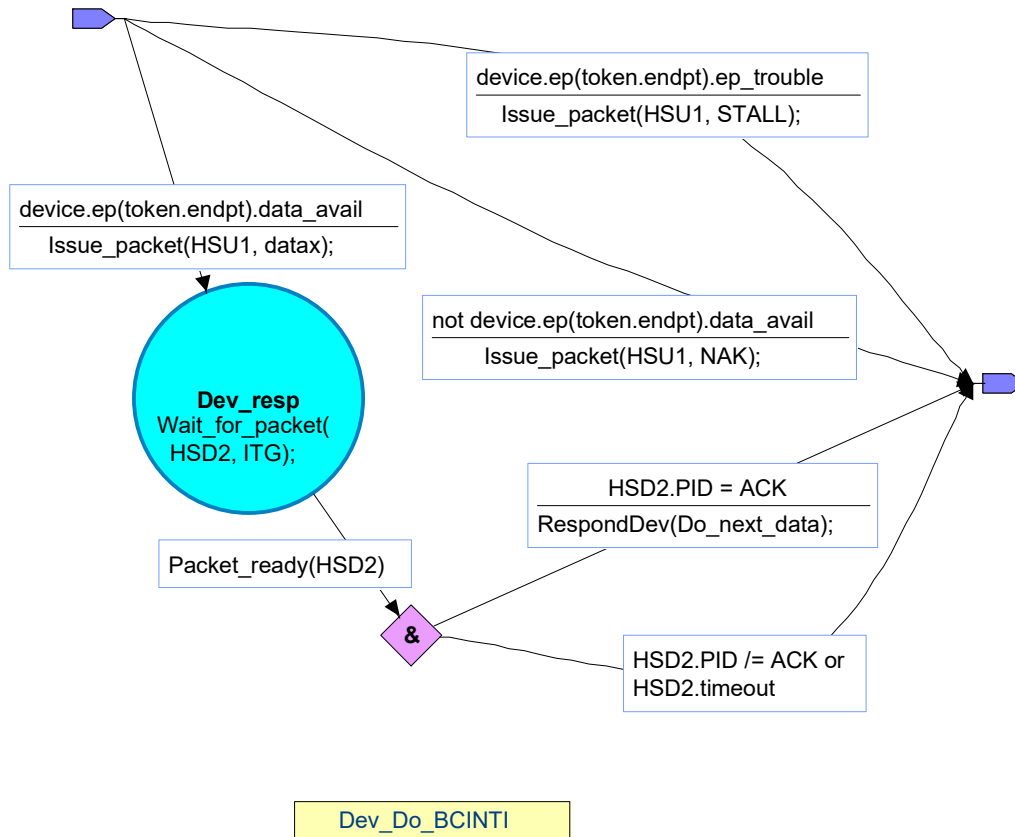 device.ep(token.endpt).ep_trouble
Issue_packet(HSU1, STALL);
device.ep(token.endpt).data_avail
Issue_packet(HSU1, datax);
not device.ep(token.endpt).data_avail
Issue_packet(HSU1, NAK);
Dev_resp
Wait_for_packet(
HSD2, ITG);
HSD2.PID = ACK
RespondDev(Do_next_data);
Packet_ready(HSD2)
&
HSD2.PID /= ACK or
HSD2.timeout
Dev_Do_BCINTI